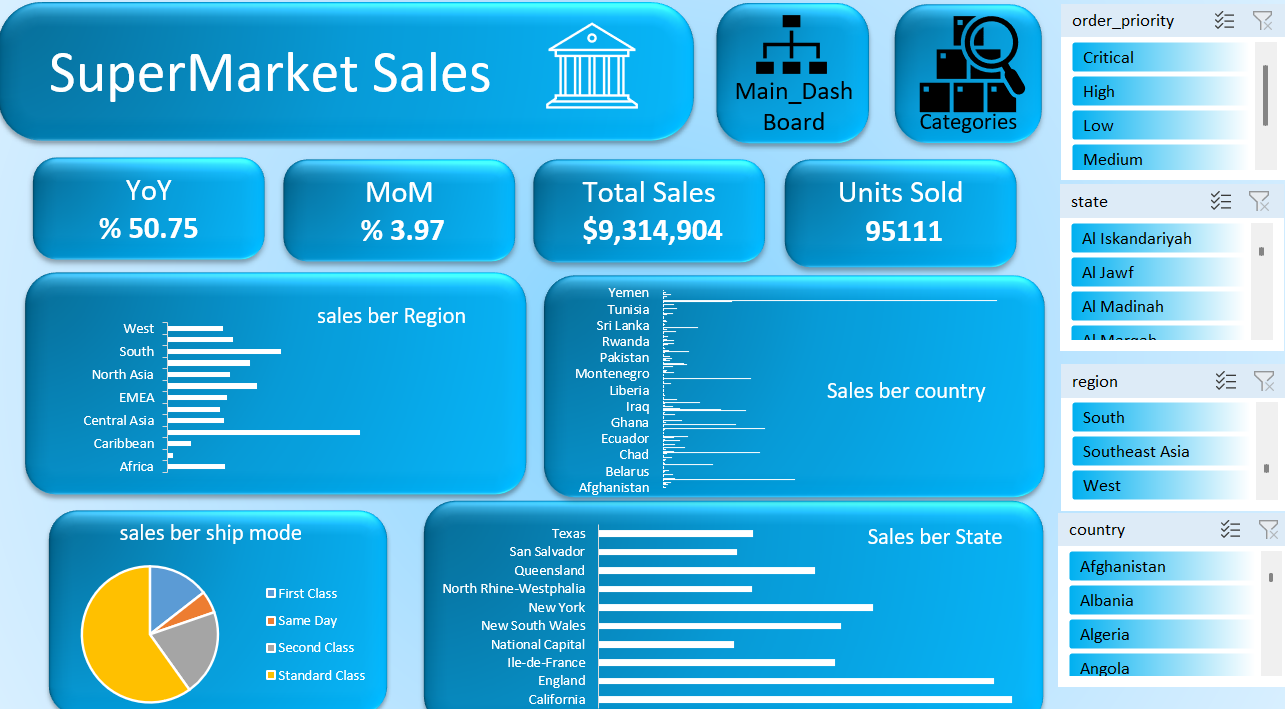 SuperMarket Sales
Main_Dash
Board
Categories
YoY
% 50.75
MoM
% 3.97
Total Sales
$9,314,904
Units Sold
95111
sales ber Region
West
South
North Asia
EMEA
Central Asia
Caribbean
Africa
Sales ber country
Yemen
Tunisia
Sri Lanka
Rwanda
Pakistan
Montenegro
Liberia
Iraq
Ghana
Ecuador
Chad
Belarus
Afghanistan
sales ber ship mode
First Class
Same Day
Second Class
Standard Class
Sales ber State
Texas
San Salvador
Queensland
North Rhine-Westphalia
New York
New South Wales
National Capital
Ile-de-France
England
California
order_priority
Critical
High
Low
Medium
state
Al Iskandariyah
Al Jawf
Al Madinah
Al Marqab
region
South
Southeast Asia
West
country
Afghanistan
Albania
Algeria
Angola